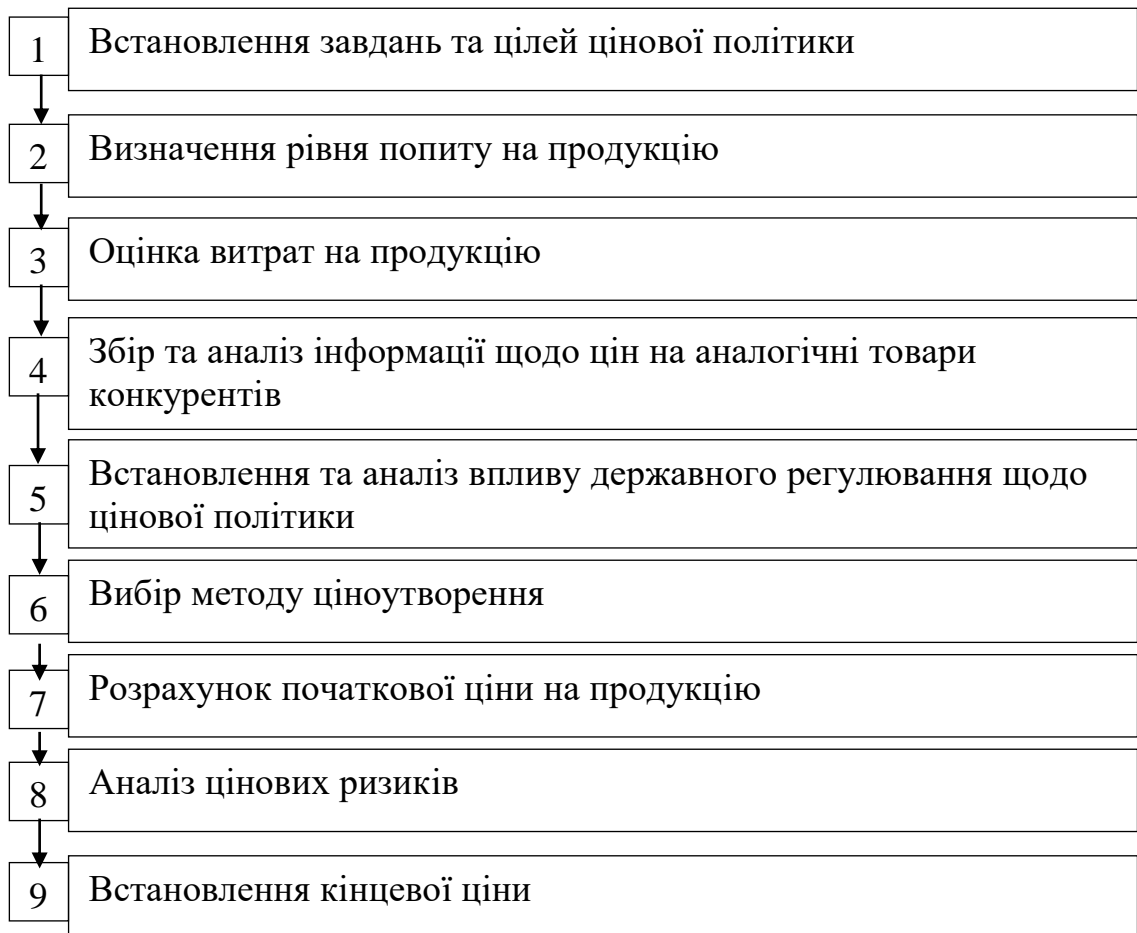 1 Встановлення завдань та цілей цінової політики
2 Визначення рівня попиту на продукцію
3 Оцінка витрат на продукцію
4 Збір та аналіз інформації щодо цін на аналогічні товари
конкурентів
5 Встановлення та аналіз впливу державного регулювання щодо
цінової політики
6 Вибір методу ціноутворення
7 Розрахунок початкової ціни на продукцію
8 Аналіз цінових ризиків
9 Встановлення кінцевої ціни